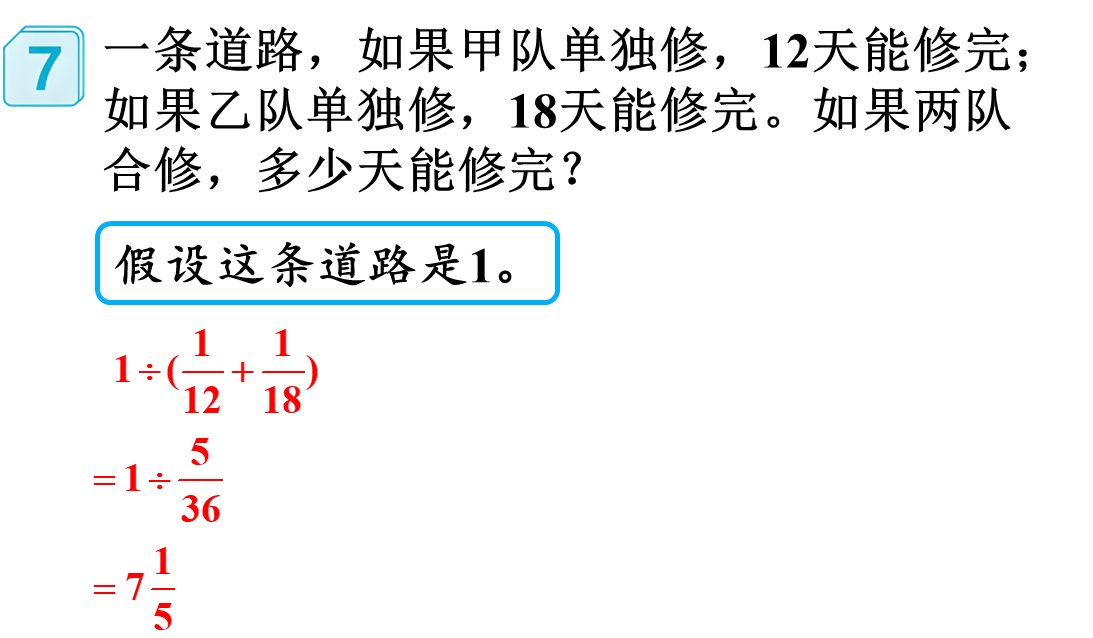 7 一条道路，如果甲队单独修，12天能修完；
如果乙队单独修，18天能修完。如果两队
合修，多少天能修完？
假设这条道路是1。
1÷(1/12+1/18)
=1÷5/36
=7 1/5